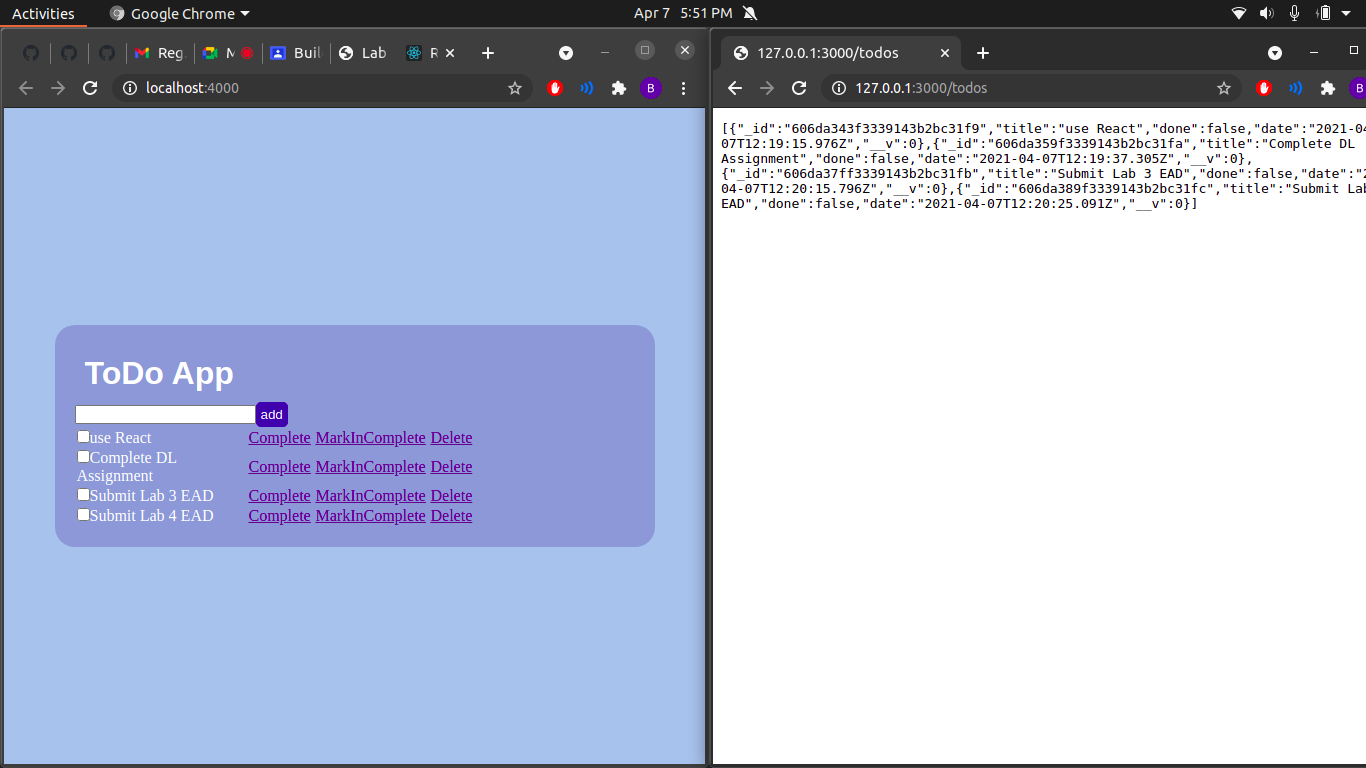 Activities Google Chrome Apr 7 5:51 PM
Reg Buil Lab
localhost:4000 B
ToDo App
add
use React Complete MarkInComplete Delete
Complete DL
Assignment Complete MarkInComplete Delete
Submit Lab 3 EAD Complete MarkInComplete Delete
Submit Lab 4 EAD Complete MarkInComplete Delete
127.0.0.1:3000/todos
127.0.0.1:3000/todos B
[{"_id":"606da343f3339143b2bc31f9","title":"use React","done":false,"date":"2021-04-
07T12:19:15.976Z","__v":0},{"_id":"606da359f3339143b2bc31fa","title":"Complete DL
Assignment","done":false,"date":"2021-04-07T12:19:37.305Z","__v":0},
{"_id":"606da37ff3339143b2bc31fb","title":"Submit Lab 3 EAD","done":false,"date":"2
04-07T12:20:15.796Z","__v":0},{"_id":"606da389f3339143b2bc31fc","title":"Submit Lab
EAD","done":false,"date":"2021-04-07T12:20:25.091Z","__v":0}]